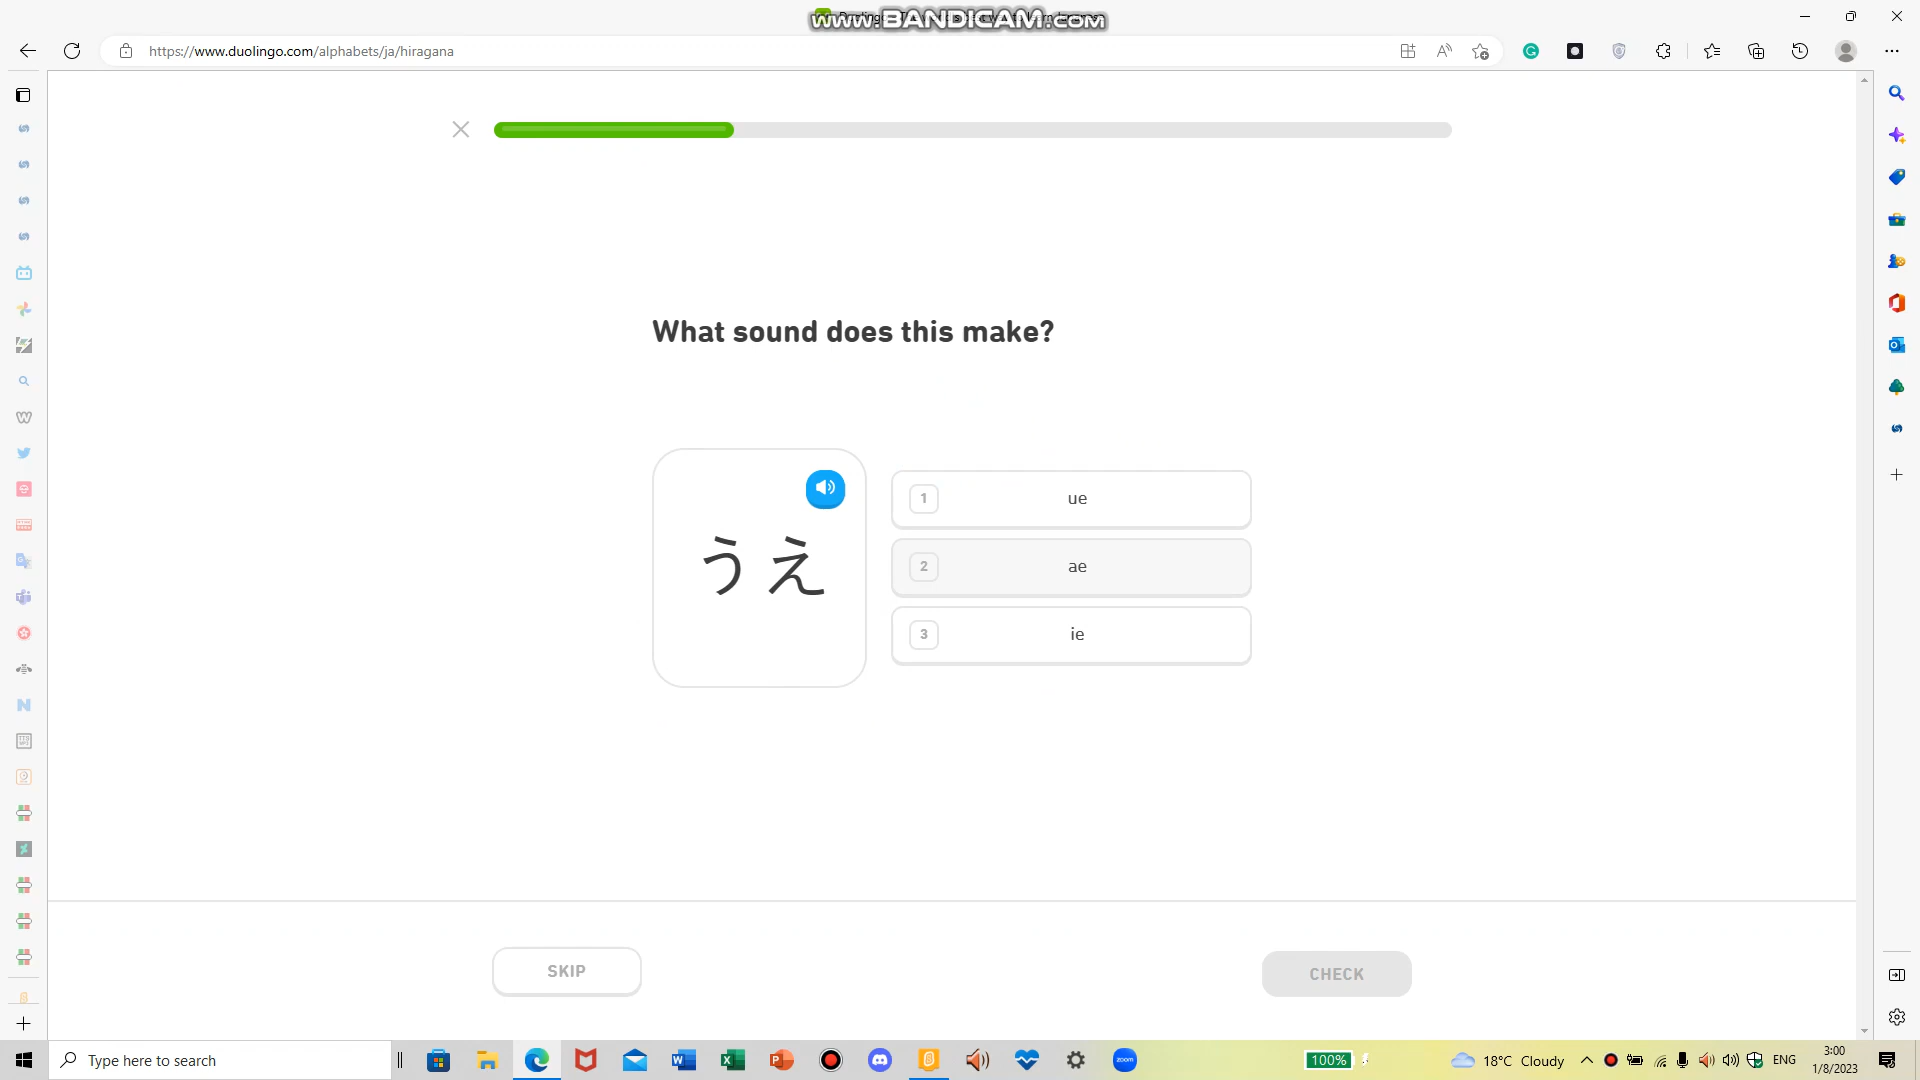 www.BANDICAM.com
https://www.duolingo.com/alphabets/ja/hiragana
What sound does this make?
うえ
1 ue
2 ae
3 ie
SKIP
CHECK
Type here to search
100%
18°C Cloudy
ENG
3:00
1/8/2023